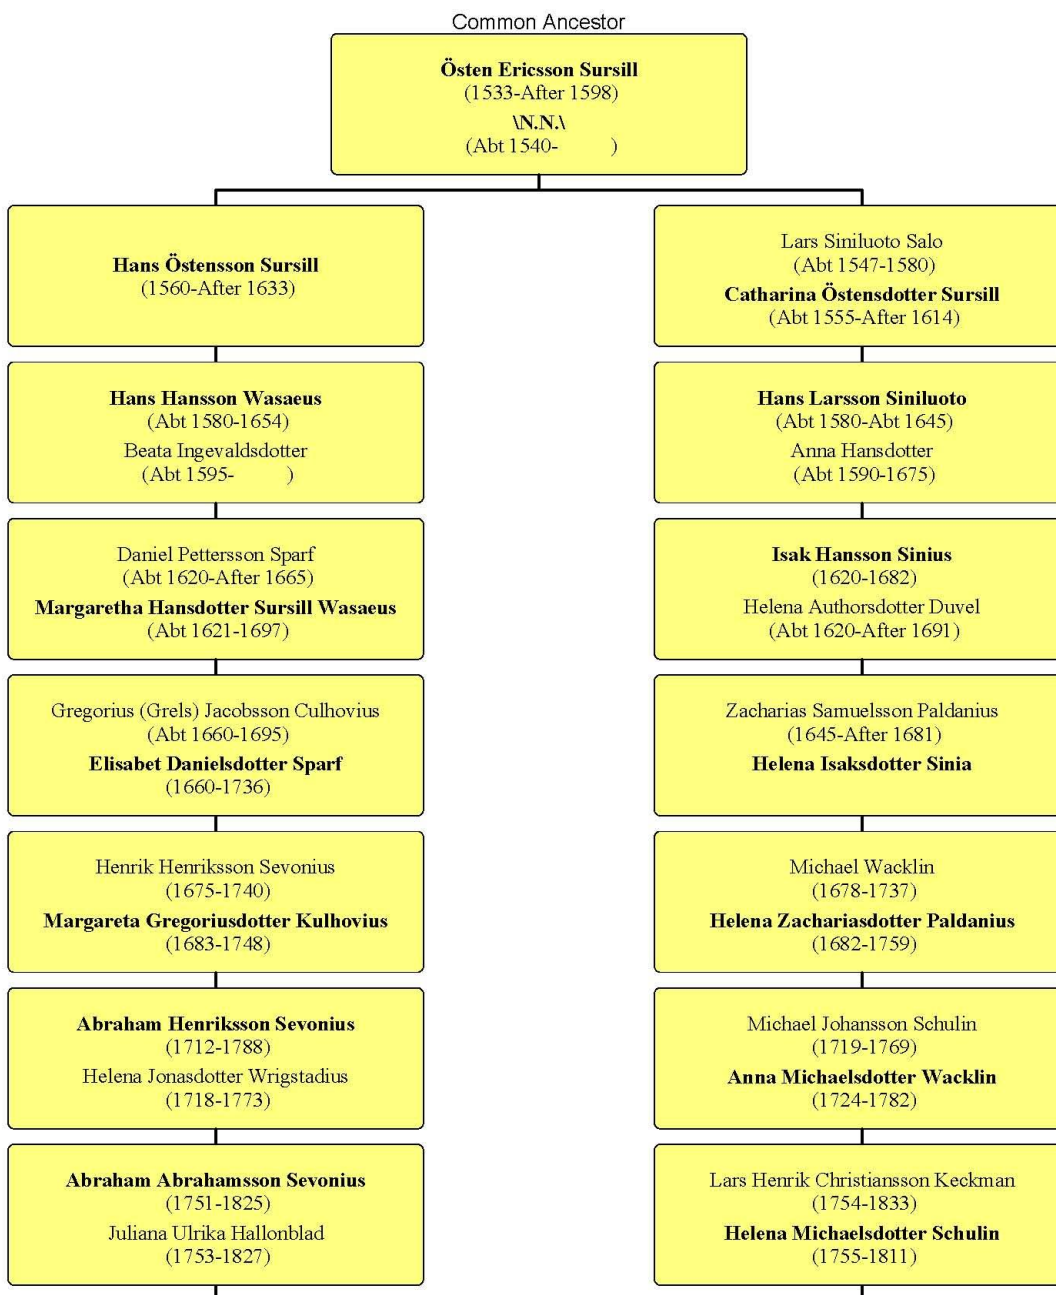 Common Ancestor
Östen Ericsson Sursill
(1533-After 1598)
\N.N.\
(Abt 1540- )
Hans Östensson Sursill
(1560-After 1633)
Lars Siniluoto Salo
(Abt 1547-1580)
Catharina Östensdotter Sursill
(Abt 1555-After 1614)
Hans Hansson Wasaeus
(Abt 1580-1654)
Beata Ingevaldsdotter
(Abt 1595- )
Hans Larsson Siniluoto
(Abt 1580-Abt 1645)
Anna Hansdotter
(Abt 1590-1675)
Daniel Pettersson Sparf
(Abt 1620-After 1665)
Margaretha Hansdotter Sursill Wasaeus
(Abt 1621-1697)
Isak Hansson Sinius
(1620-1682)
Helena Authorsdotter Duvel
(Abt 1620-After 1691)
Gregorius (Grels) Jacobsson Culhovius
(Abt 1660-1695)
Elisabet Danielsdotter Sparf
(1660-1736)
Zacharias Samuelsson Paldanius
(1645-After 1681)
Helena Isaksdotter Sinia
Henrik Henriksson Sevonius
(1675-1740)
Margareta Gregoriusdotter Kulhovius
(1683-1748)
Michael Wacklin
(1678-1737)
Helena Zachariasdotter Paldanius
(1682-1759)
Abraham Henriksson Sevonius
(1712-1788)
Helena Jonasdotter Wrigstadius
(1718-1773)
Michael Johansson Schulin
(1719-1769)
Anna Michaelsdotter Wacklin
(1724-1782)
Abraham Abrahamsson Sevonius
(1751-1825)
Juliana Ulrika Hallonblad
(1753-1827)
Lars Henrik Christiansson Keckman
(1754-1833)
Helena Michaelsdotter Schulin
(1755-1811)